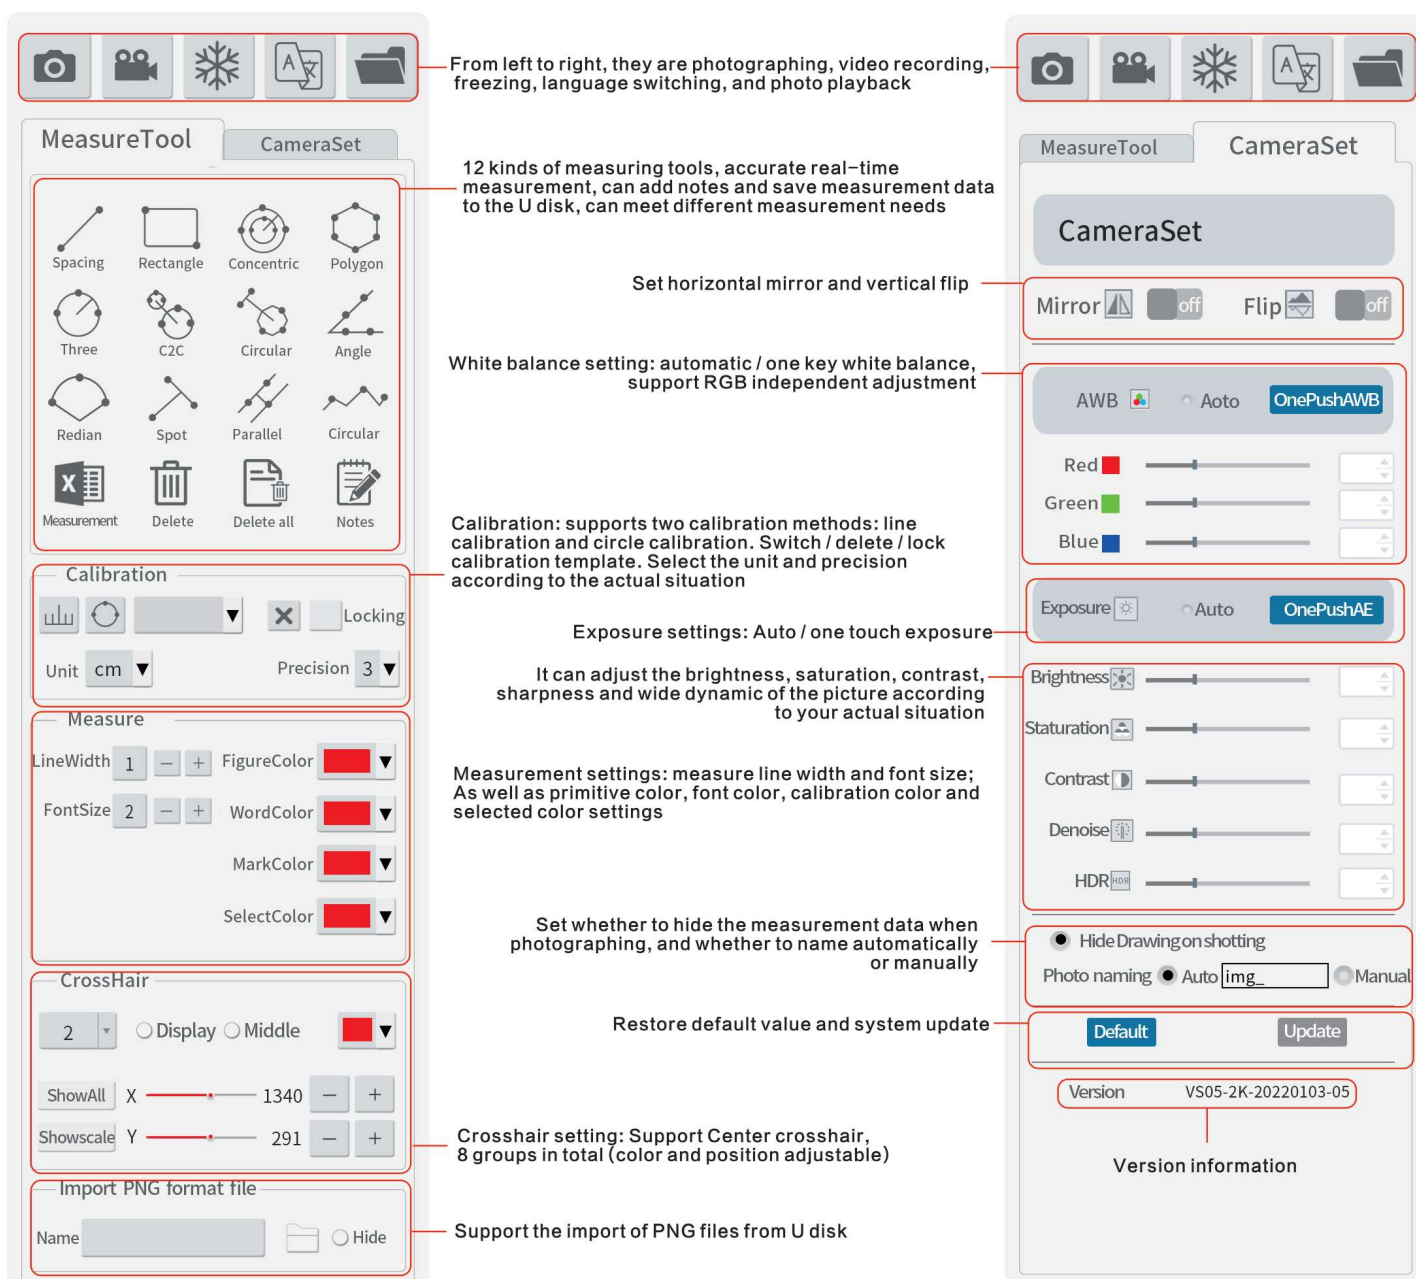 From left to right, they are photographing, video recording,
freezing, language switching, and photo playback
MeasureTool
CameraSet
12 kinds of measuring tools, accurate real-time
measurement, can add notes and save measurement data
to the U disk, can meet different measurement needs
Spacing Rectangle Concentric Polygon
Three C2C Circular Angle
Redian Spot Parallel Circular
Measurement Delete Delete all Notes
Calibration: supports two calibration methods: line
calibration and circle calibration. Switch / delete / lock
calibration template. Select the unit and precision
according to the actual situation
Calibration
Locking
Unit cm Precision 3
Measure
LineWidth 1 − + FigureColor
FontSize 2 − + WordColor
MarkColor
SelectColor
Measurement settings: measure line width and font size;
As well as primitive color, font color, calibration color and
selected color settings
CrossHair
2 Display Middle
ShowAll X 1340 − +
Showscale Y 291 − +
Crosshair setting: Support Center crosshair,
8 groups in total (color and position adjustable)
Import PNG format file
Name Hide
Support the import of PNG files from U disk
A 文
A 文
MeasureTool
CameraSet
CameraSet
Set horizontal mirror and vertical flip
Mirror off Flip off
White balance setting: automatic / one key white balance,
support RGB independent adjustment
AWB Aoto OnePushAWB
Red
Green
Blue
Exposure settings: Auto / one touch exposure
Exposure Auto OnePushAE
It can adjust the brightness, saturation, contrast,
sharpness and wide dynamic of the picture according
to your actual situation
Brightness
Staturation
Contrast
Denoise
HDR HDR
Set whether to hide the measurement data when
photographing, and whether to name automatically
or manually
Hide Drawing on shotting
Photo naming Auto img_ Manual
Restore default value and system update
Default Update
Version VS05-2K-20220103-05
Version information